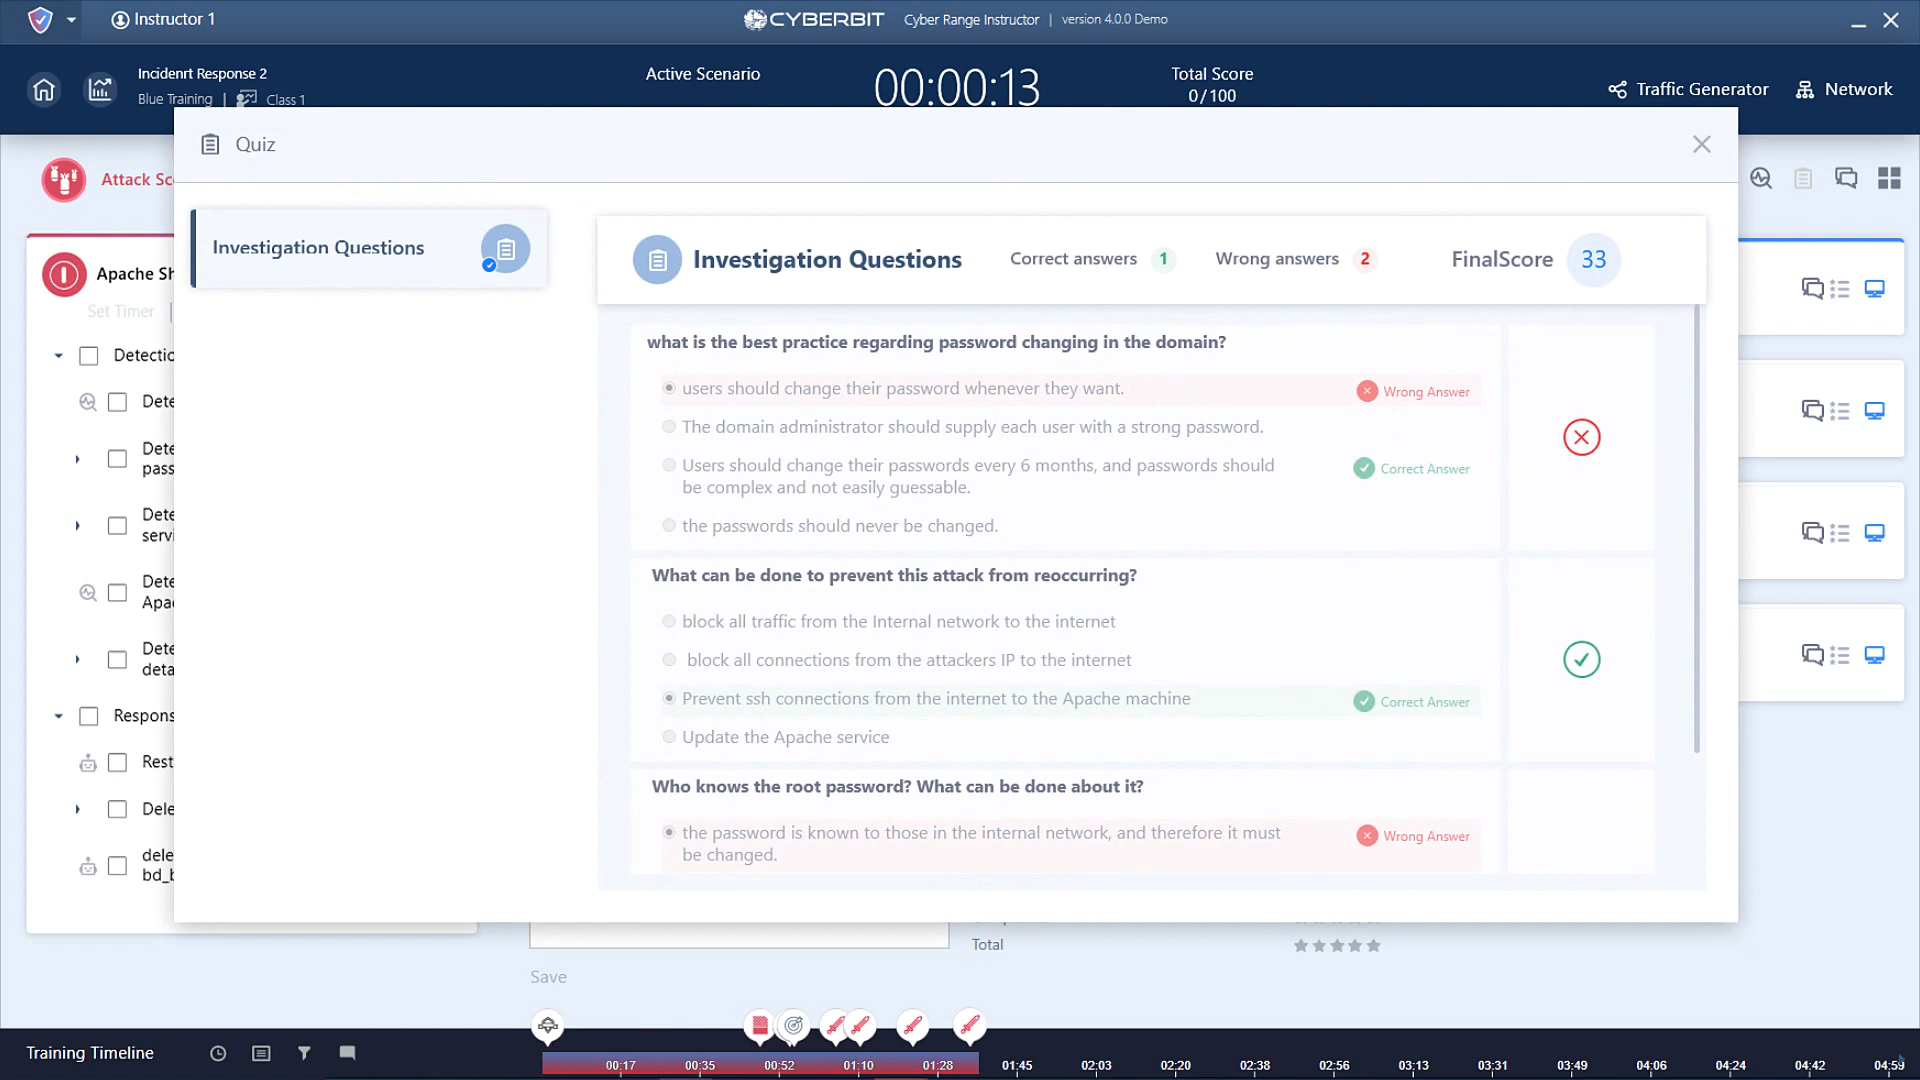 Instructor 1
CYBERBIT
Cyber Range Instructor | version 4.0.0 Demo
Incidenrt Response 2
Blue Training | Class 1
Active Scenario
00:00:13
Total Score
0/100
Traffic Generator
Network
Quiz
Attack Sc
Investigation Questions
Investigation Questions
Correct answers 1
Wrong answers 2
FinalScore 33
Apache Sh
Set Timer |
Detectio
Dete
Dete
pass
Dete
servi
Dete
Apac
Dete
deta
Respons
Rest
Dele
dele
bd_b
what is the best practice regarding password changing in the domain?
users should change their password whenever they want.
Wrong Answer
The domain administrator should supply each user with a strong password.
Users should change their passwords every 6 months, and passwords should
be complex and not easily guessable.
Correct Answer
the passwords should never be changed.
What can be done to prevent this attack from reoccurring?
block all traffic from the Internal network to the internet
block all connections from the attackers IP to the internet
Prevent ssh connections from the internet to the Apache machine
Correct Answer
Update the Apache service
Who knows the root password? What can be done about it?
the password is known to those in the internal network, and therefore it must
be changed.
Wrong Answer
Total
Save
Training Timeline
00:17 00:35 00:52 01:10 01:28 01:45 02:03 02:20 02:38 02:56 03:13 03:31 03:49 04:06 04:24 04:42 04:59